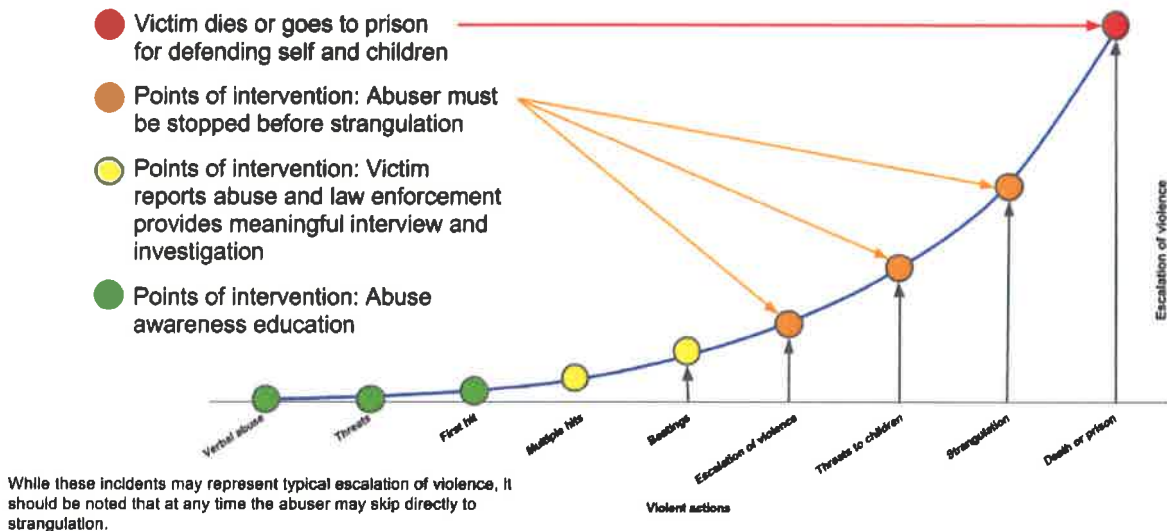 Victim dies or goes to prison
for defending self and children
Points of intervention: Abuser must
be stopped before strangulation
Points of intervention: Victim
reports abuse and law enforcement
provides meaningful interview and
investigation
Points of intervention: Abuse
awareness education
Escalation of violence
Verbal abuse
Threats
First hit
Multiple hits
Beatings
Escalation of violence
Threats to children
Strangulation
Death or prison
Violent actions
While these incidents may represent typical escalation of violence, it
should be noted that at any time the abuser may skip directly to
strangulation.